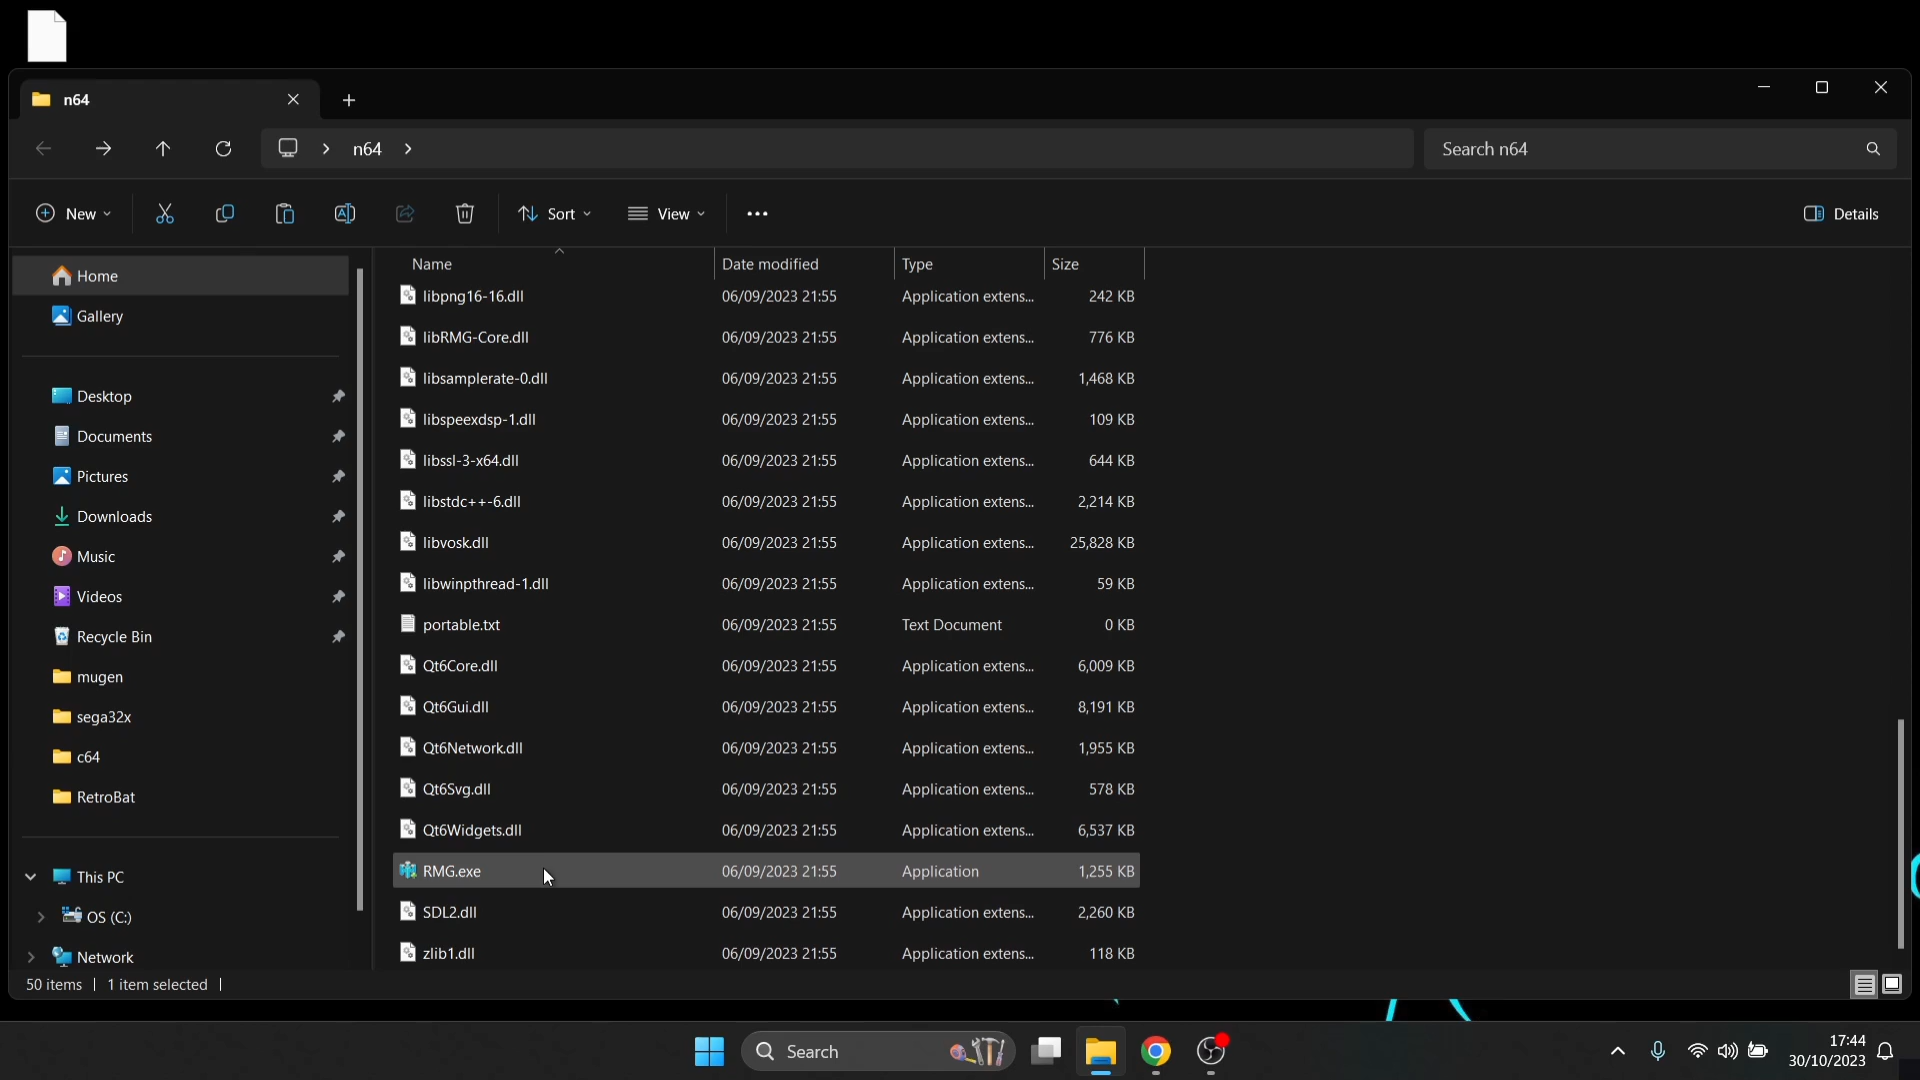 n64
n64
Search n64
New
Sort
View
Details
Name Date modified Type Size
Home
Gallery
Desktop
Documents
Pictures
Downloads
Music
Videos
Recycle Bin
mugen
sega32x
c64
RetroBat
This PC
OS (C:)
Network
libpng16-16.dll 06/09/2023 21:55 Application extens... 242 KB
libRMG-Core.dll 06/09/2023 21:55 Application extens... 776 KB
libsamplerate-0.dll 06/09/2023 21:55 Application extens... 1,468 KB
libspeexdsp-1.dll 06/09/2023 21:55 Application extens... 109 KB
libssl-3-x64.dll 06/09/2023 21:55 Application extens... 644 KB
libstdc++-6.dll 06/09/2023 21:55 Application extens... 2,214 KB
libvosk.dll 06/09/2023 21:55 Application extens... 25,828 KB
libwinpthread-1.dll 06/09/2023 21:55 Application extens... 59 KB
portable.txt 06/09/2023 21:55 Text Document 0 KB
Qt6Core.dll 06/09/2023 21:55 Application extens... 6,009 KB
Qt6Gui.dll 06/09/2023 21:55 Application extens... 8,191 KB
Qt6Network.dll 06/09/2023 21:55 Application extens... 1,955 KB
Qt6Svg.dll 06/09/2023 21:55 Application extens... 578 KB
Qt6Widgets.dll 06/09/2023 21:55 Application extens... 6,537 KB
RMG.exe 06/09/2023 21:55 Application 1,255 KB
SDL2.dll 06/09/2023 21:55 Application extens... 2,260 KB
zlib1.dll 06/09/2023 21:55 Application extens... 118 KB
50 items 1 item selected
Search
17:44
30/10/2023